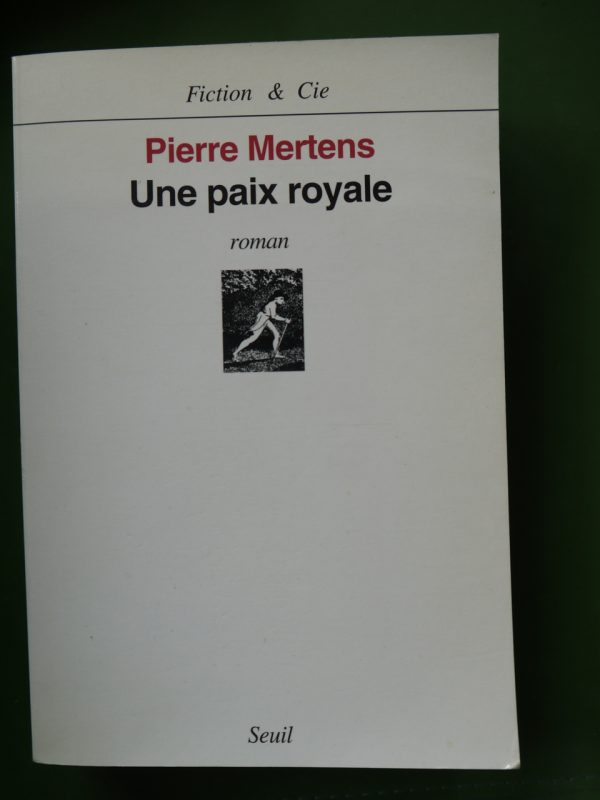 Fiction & Cie
Pierre Mertens
Une paix royale
roman
Seuil